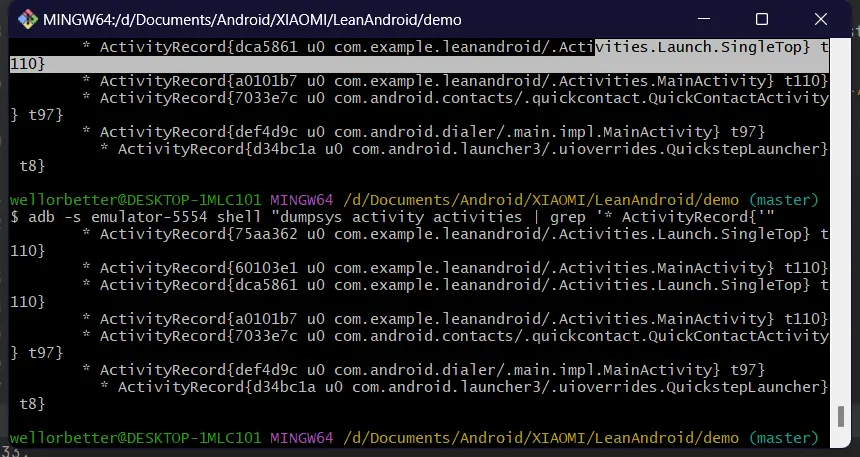 MINGW64:/d/Documents/Android/XIAOMI/LeanAndroid/demo
* ActivityRecord{dca5861 u0 com.example.leanandroid/.Activities.Launch.SingleTop} t
110}
* ActivityRecord{a0101b7 u0 com.example.leanandroid/.Activities.MainActivity} t110}
* ActivityRecord{7033e7c u0 com.android.contacts/.quickcontact.QuickContactActivity
} t97}
* ActivityRecord{def4d9c u0 com.android.dialer/.main.impl.MainActivity} t97}
* ActivityRecord{d34bc1a u0 com.android.launcher3/.uioverrides.QuickstepLauncher}
t8}
wellorbetter@DESKTOP-1MLC101 MINGW64 /d/Documents/Android/XIAOMI/LeanAndroid/demo (master)
$ adb -s emulator-5554 shell "dumpsys activity activities | grep '* ActivityRecord{'"
* ActivityRecord{75aa362 u0 com.example.leanandroid/.Activities.Launch.SingleTop} t
110}
* ActivityRecord{60103e1 u0 com.example.leanandroid/.Activities.MainActivity} t110}
* ActivityRecord{dca5861 u0 com.example.leanandroid/.Activities.Launch.SingleTop} t
110}
* ActivityRecord{a0101b7 u0 com.example.leanandroid/.Activities.MainActivity} t110}
* ActivityRecord{7033e7c u0 com.android.contacts/.quickcontact.QuickContactActivity
} t97}
* ActivityRecord{def4d9c u0 com.android.dialer/.main.impl.MainActivity} t97}
* ActivityRecord{d34bc1a u0 com.android.launcher3/.uioverrides.QuickstepLauncher}
t8}
wellorbetter@DESKTOP-1MLC101 MINGW64 /d/Documents/Android/XIAOMI/LeanAndroid/demo (master)